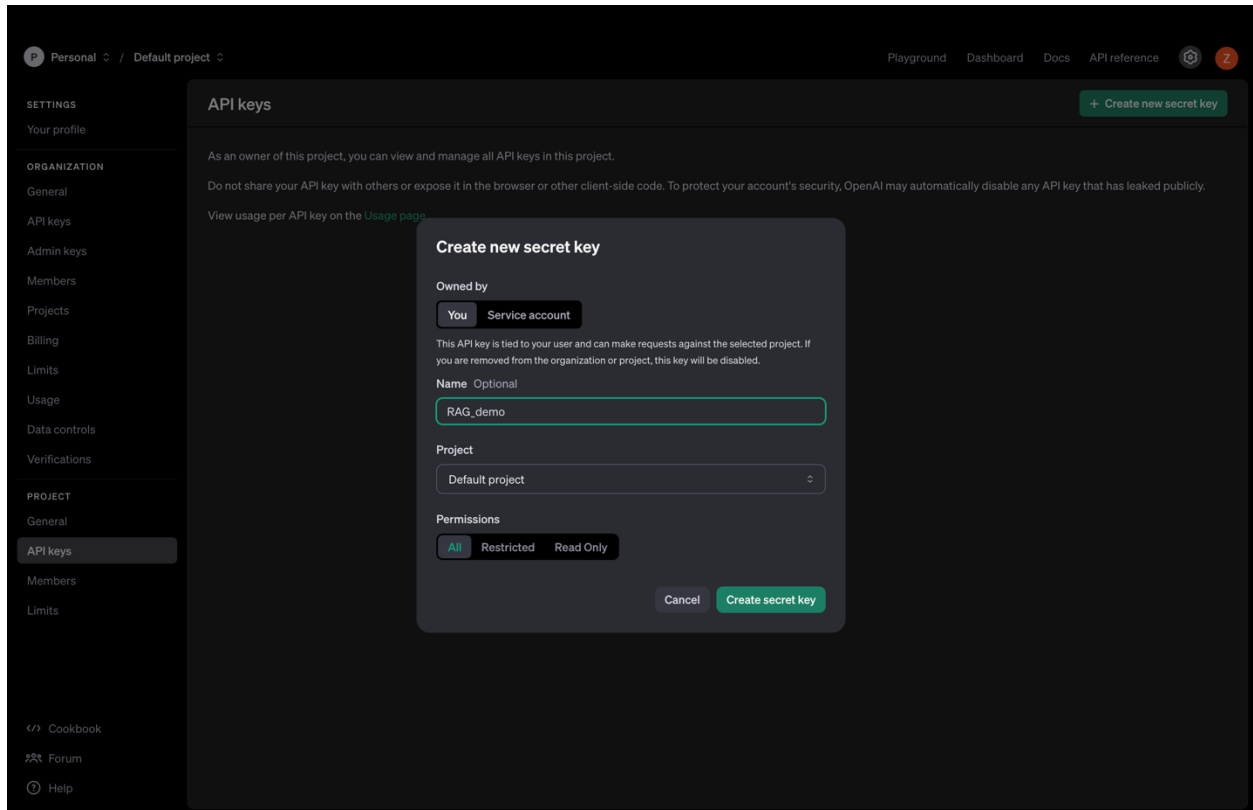 P Personal / Default project
Playground Dashboard Docs API reference Z
SETTINGS
Your profile
ORGANIZATION
General
API keys
Admin keys
Members
Projects
Billing
Limits
Usage
Data controls
Verifications
PROJECT
General
API keys
Members
Limits
</> Cookbook
Forum
? Help
API keys
+ Create new secret key
As an owner of this project, you can view and manage all API keys in this project.
Do not share your API key with others or expose it in the browser or other client-side code. To protect your account's security, OpenAI may automatically disable any API key that has leaked publicly.
View usage per API key on the Usage page
Create new secret key
Owned by
You Service account
This API key is tied to your user and can make requests against the selected project. If
you are removed from the organization or project, this key will be disabled.
Name Optional
RAG_demo
Project
Default project
Permissions
All Restricted Read Only
Cancel Create secret key